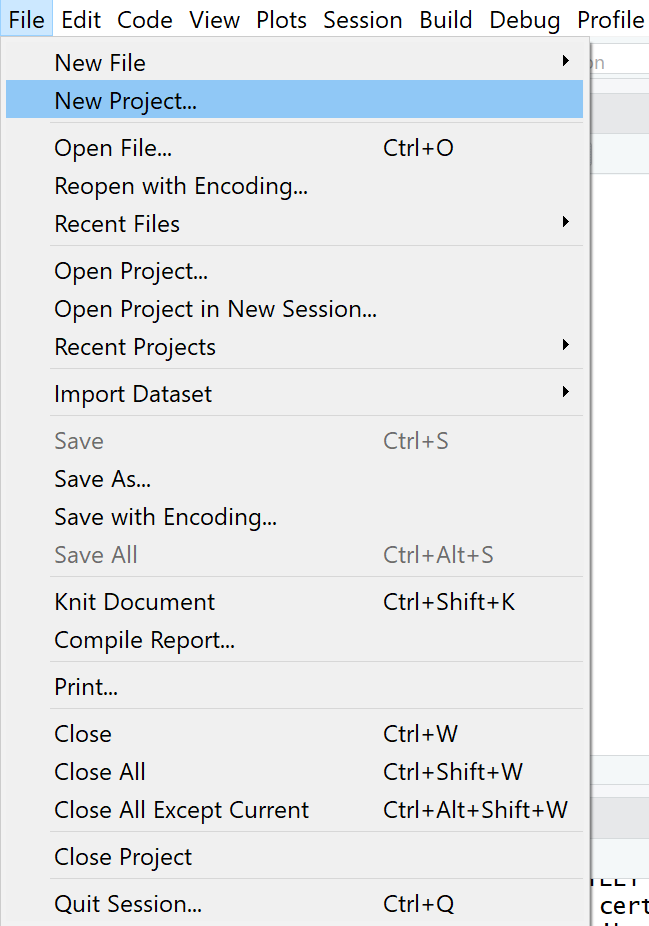 File Edit Code View Plots Session Build Debug Profile
New File
New Project...
Open File... Ctrl+O
Reopen with Encoding...
Recent Files
Open Project...
Open Project in New Session...
Recent Projects
Import Dataset
Save Ctrl+S
Save As...
Save with Encoding...
Save All Ctrl+Alt+S
Knit Document Ctrl+Shift+K
Compile Report...
Print...
Close Ctrl+W
Close All Ctrl+Shift+W
Close All Except Current Ctrl+Alt+Shift+W
Close Project
Quit Session... Ctrl+Q
cert